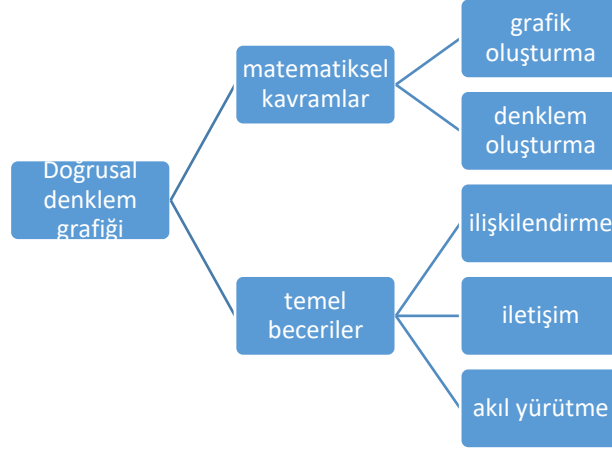 Doğrusal
denklem
grafiği
matematiksel
kavramlar
grafik
oluşturma
denklem
oluşturma
temel
beceriler
ilişkilendirme
iletişim
akıl yürütme